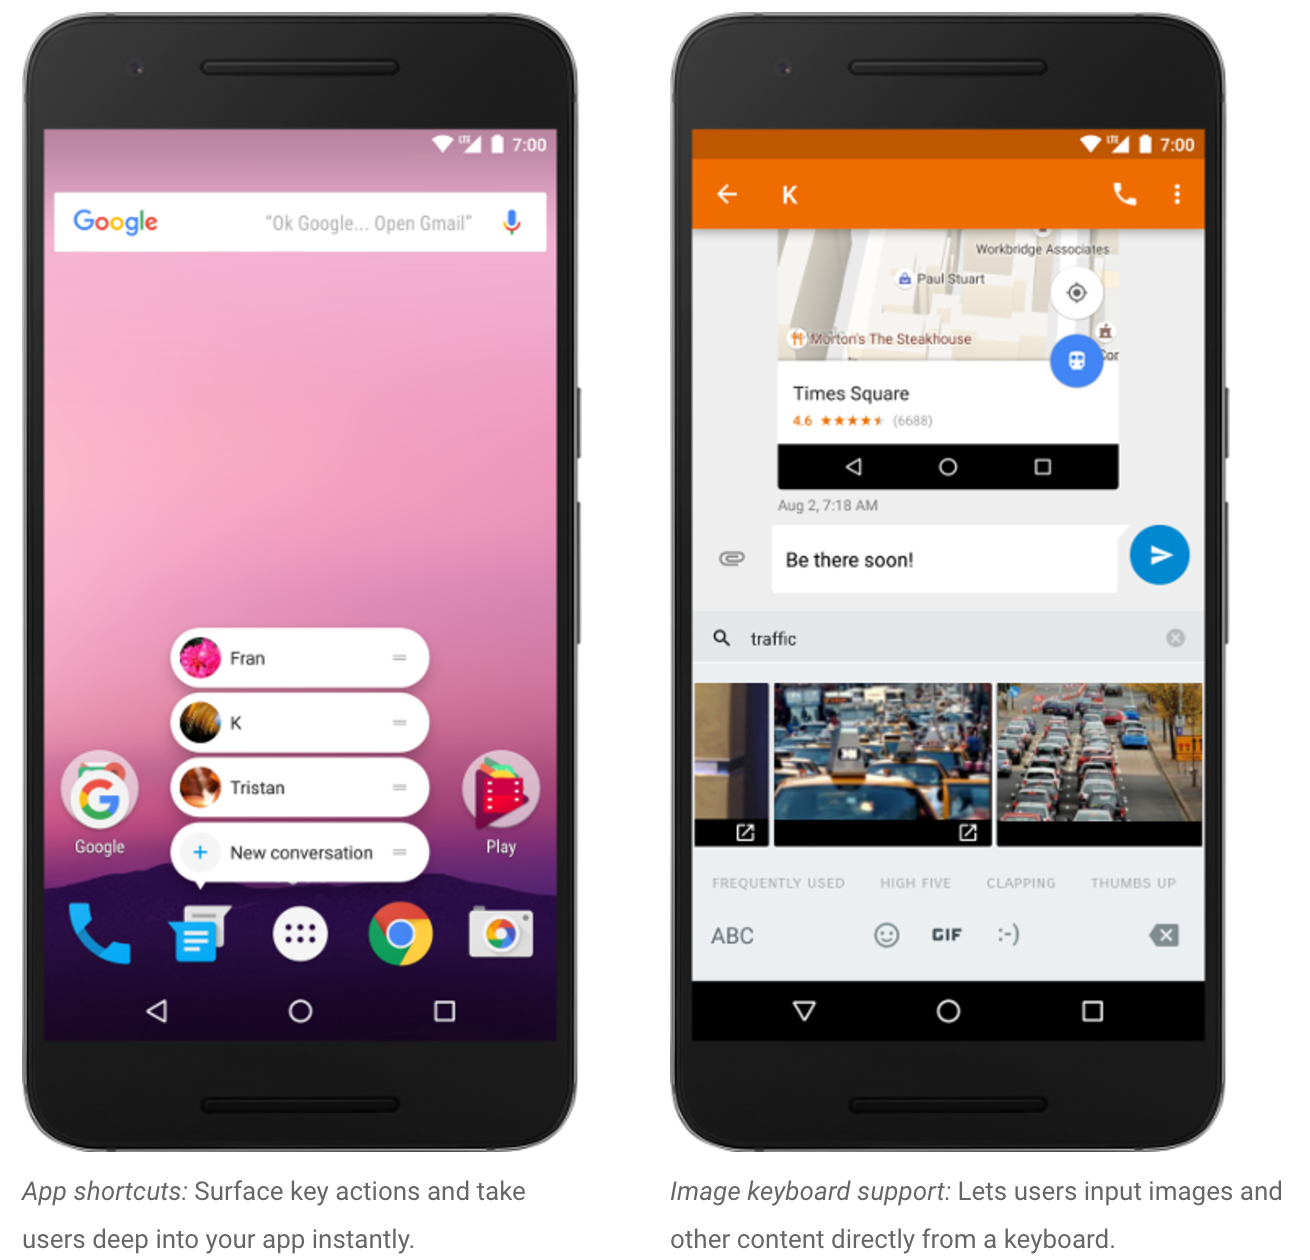 LTE 7:00
Google "Ok Google... Open Gmail"
Fran
K
Tristan
New conversation
Google
Play
App shortcuts: Surface key actions and take
users deep into your app instantly.
LTE 7:00
K
Workbridge Associates
Paul Stuart
Morton's The Steakhouse
Cor
Times Square
4.6 (6688)
Aug 2, 7:18 AM
Be there soon!
traffic
FREQUENTLY USED HIGH FIVE CLAPPING THUMBS UP
ABC GIF :-)
Image keyboard support: Lets users input images and
other content directly from a keyboard.